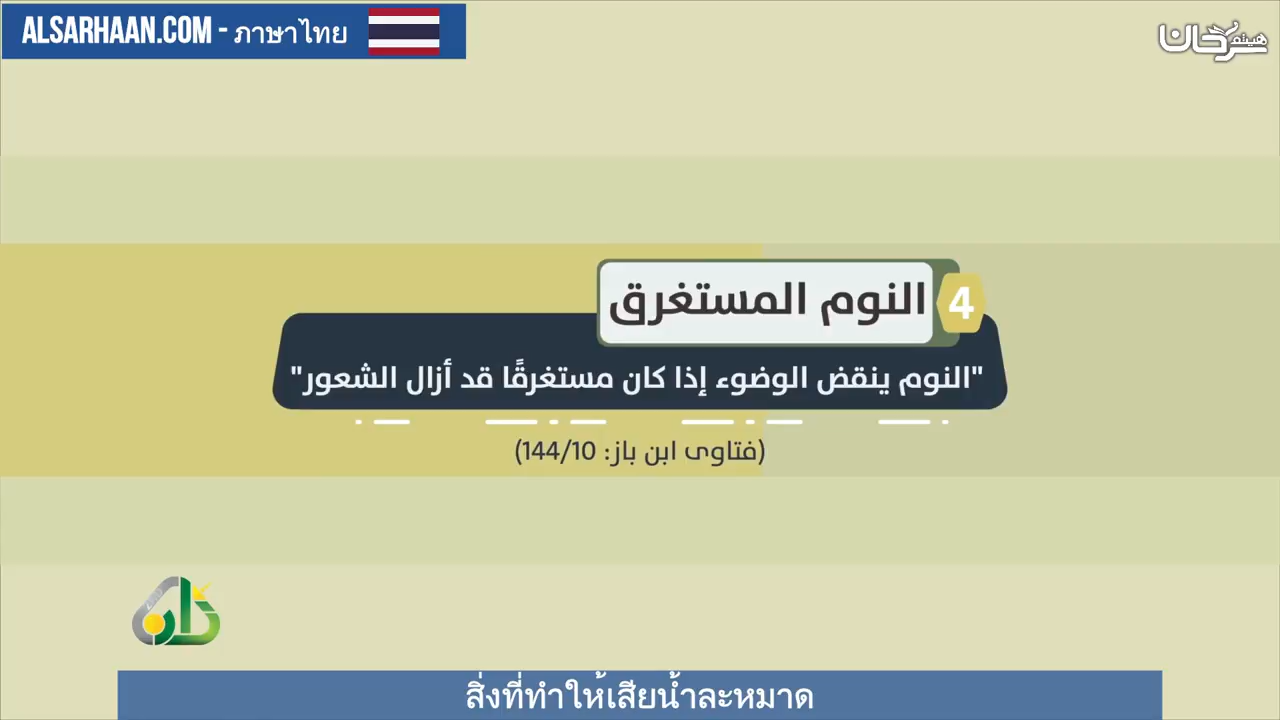 ALSARHAAN.COM - ภาษาไทย
هيثم سرحان
4
النوم المستغرق
"النوم ينقض الوضوء إذا كان مستغرقًا قد أزال الشعور"
(فتاوى ابن باز: 144/10)
สิ่งที่ทำให้เสียน้ำละหมาด